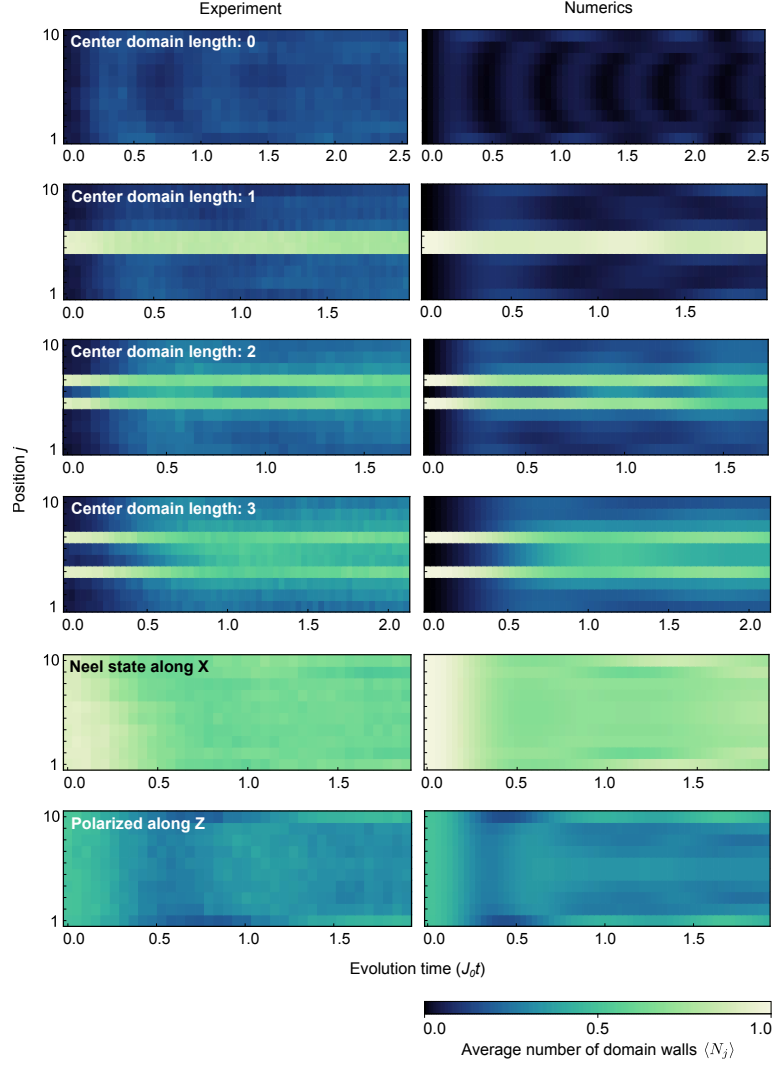 Experiment Numerics
Center domain length: 0
10
1
0.0 0.5 1.0 1.5 2.0 2.5
0.0 0.5 1.0 1.5 2.0 2.5
Center domain length: 1
10
1
0.0 0.5 1.0 1.5
0.0 0.5 1.0 1.5
Center domain length: 2
10
1
0.5 1.0 1.5
0.5 1.0 1.5
Position j
Center domain length: 3
10
1
0.0 0.5 1.0 1.5 2.0
0.0 0.5 1.0 1.5 2.0
Neel state along X
10
1
0.0 0.5 1.0 1.5
0.0 0.5 1.0 1.5
Polarized along Z
10
1
0.0 0.5 1.0 1.5
0.0 0.5 1.0 1.5
Evolution time (J₀t)
0.0 0.5 1.0
Average number of domain walls ⟨Nⱼ⟩